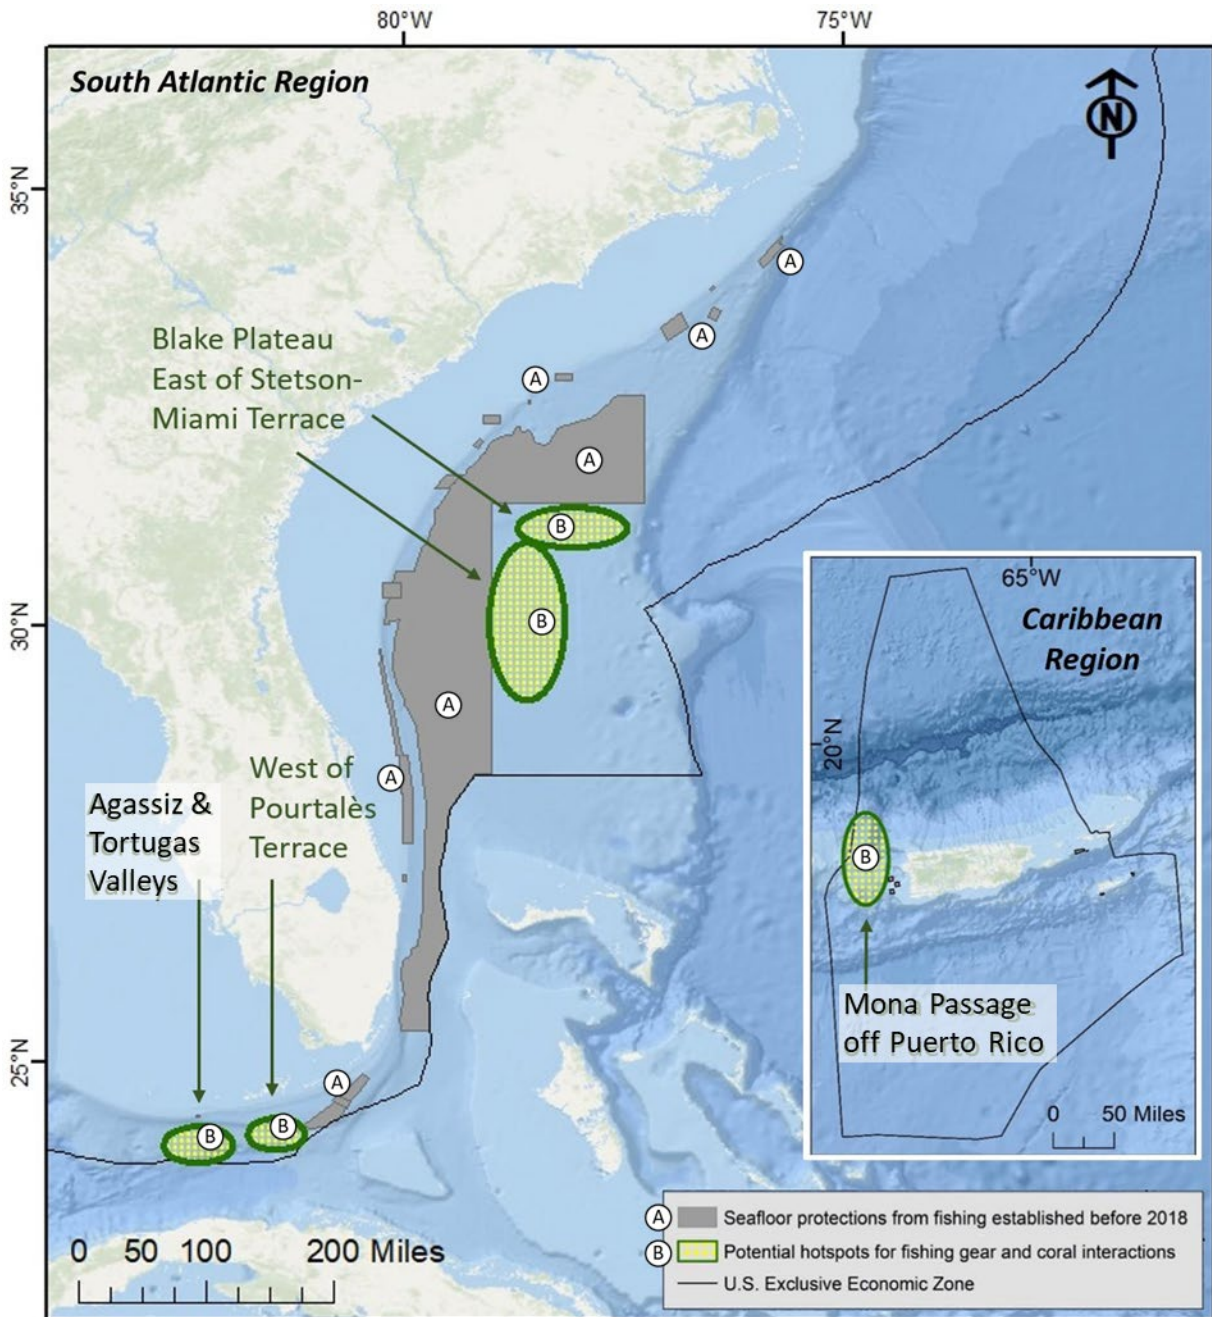 80°W
75°W
South Atlantic Region
N
35°N
A
A
Blake Plateau
East of Stetson-
Miami Terrace
A
A
B
65°W
Caribbean
Region
30°N
B
A
20°N
West of
Pourtalès
Terrace
A
Agassiz &
Tortugas
Valleys
B
Mona Passage
off Puerto Rico
25°N
A
B
B
0 50 Miles
A Seafloor protections from fishing established before 2018
B Potential hotspots for fishing gear and coral interactions
U.S. Exclusive Economic Zone
0 50 100 200 Miles